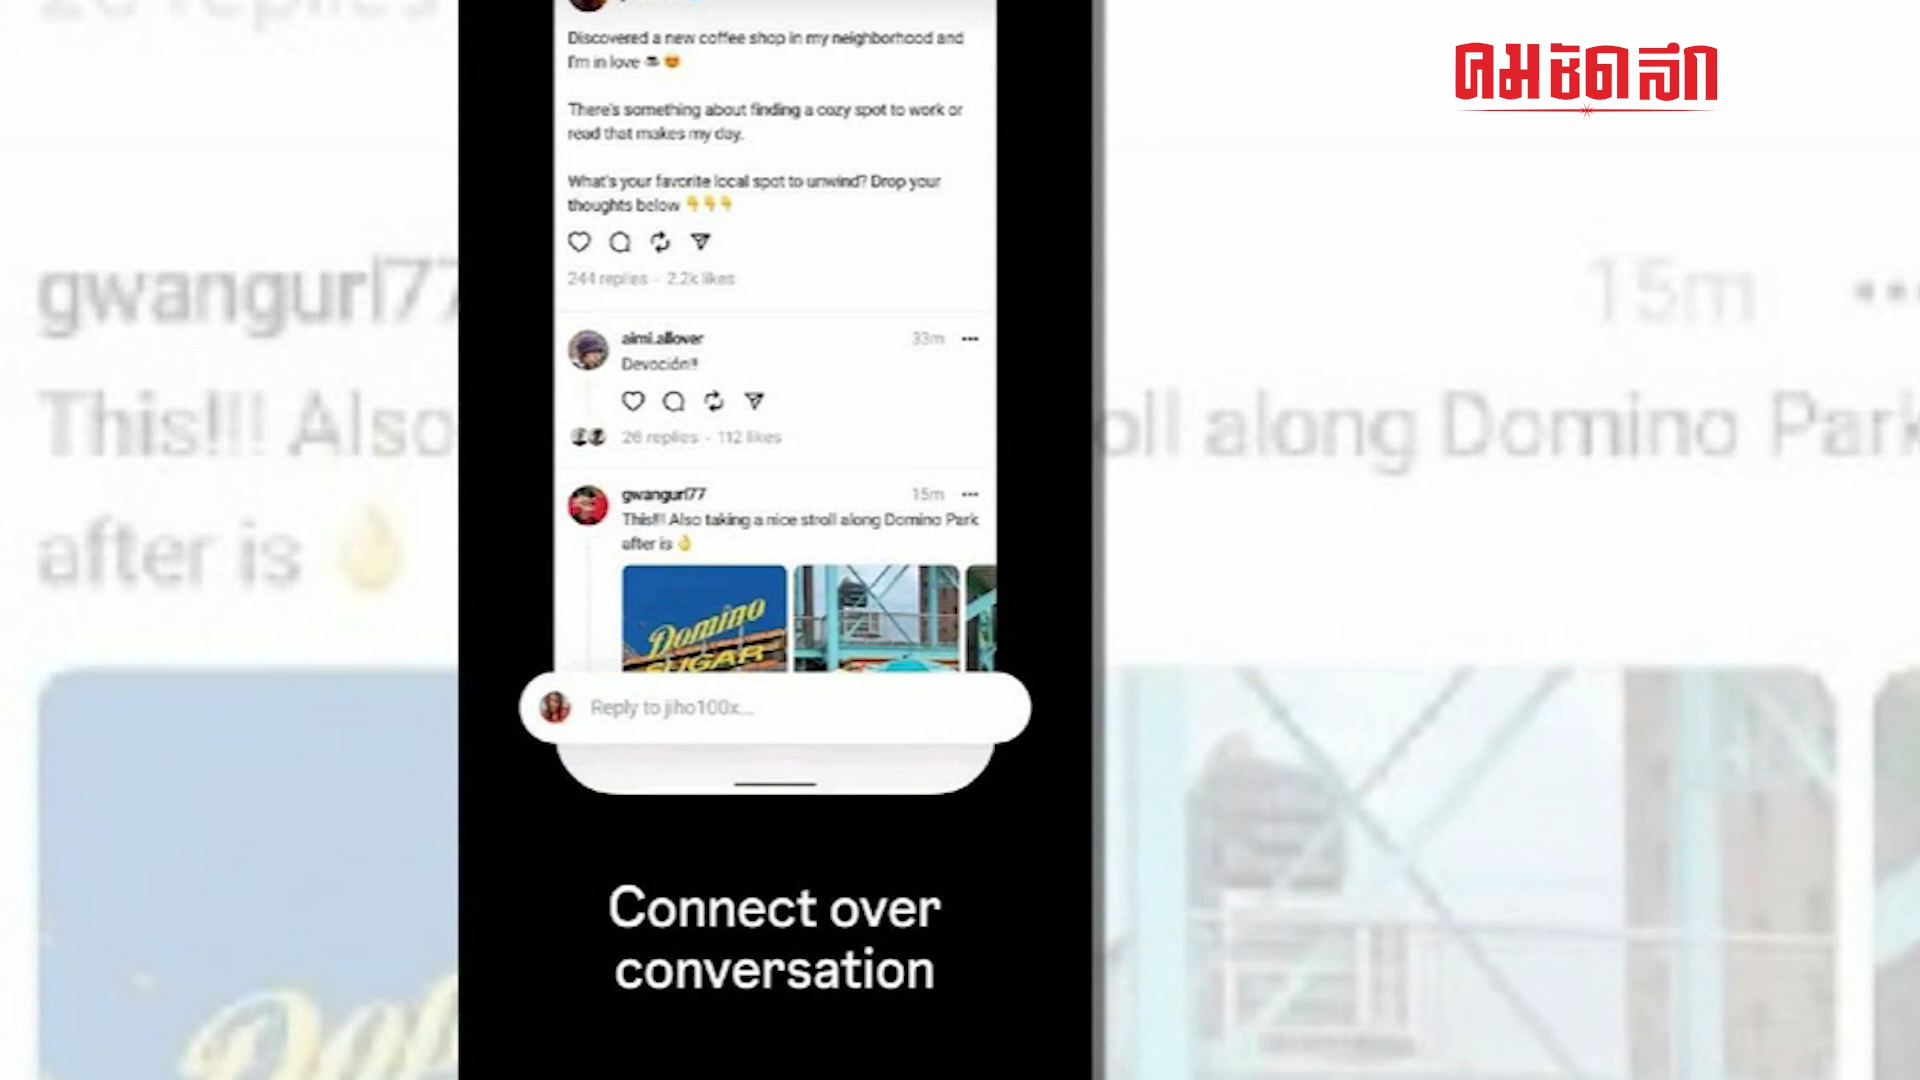 คมชัดลึก
Discovered a new coffee shop in my neighborhood and
I'm in love ☕😍
There's something about finding a cozy spot to work or
read that makes my day.
What's your favorite local spot to unwind? Drop your
thoughts below 👇👇👇
244 replies · 2.2k likes
aimi.allover 33m
Devoción!!
26 replies · 112 likes
gwangurl77 15m
This!!! Also taking a nice stroll along Domino Park
after is 👌
Domino
SUGAR
Reply to jiho100x...
Connect over
conversation
gwangurl77 15m
This!!! Also oll along Domino Park
after is 👌